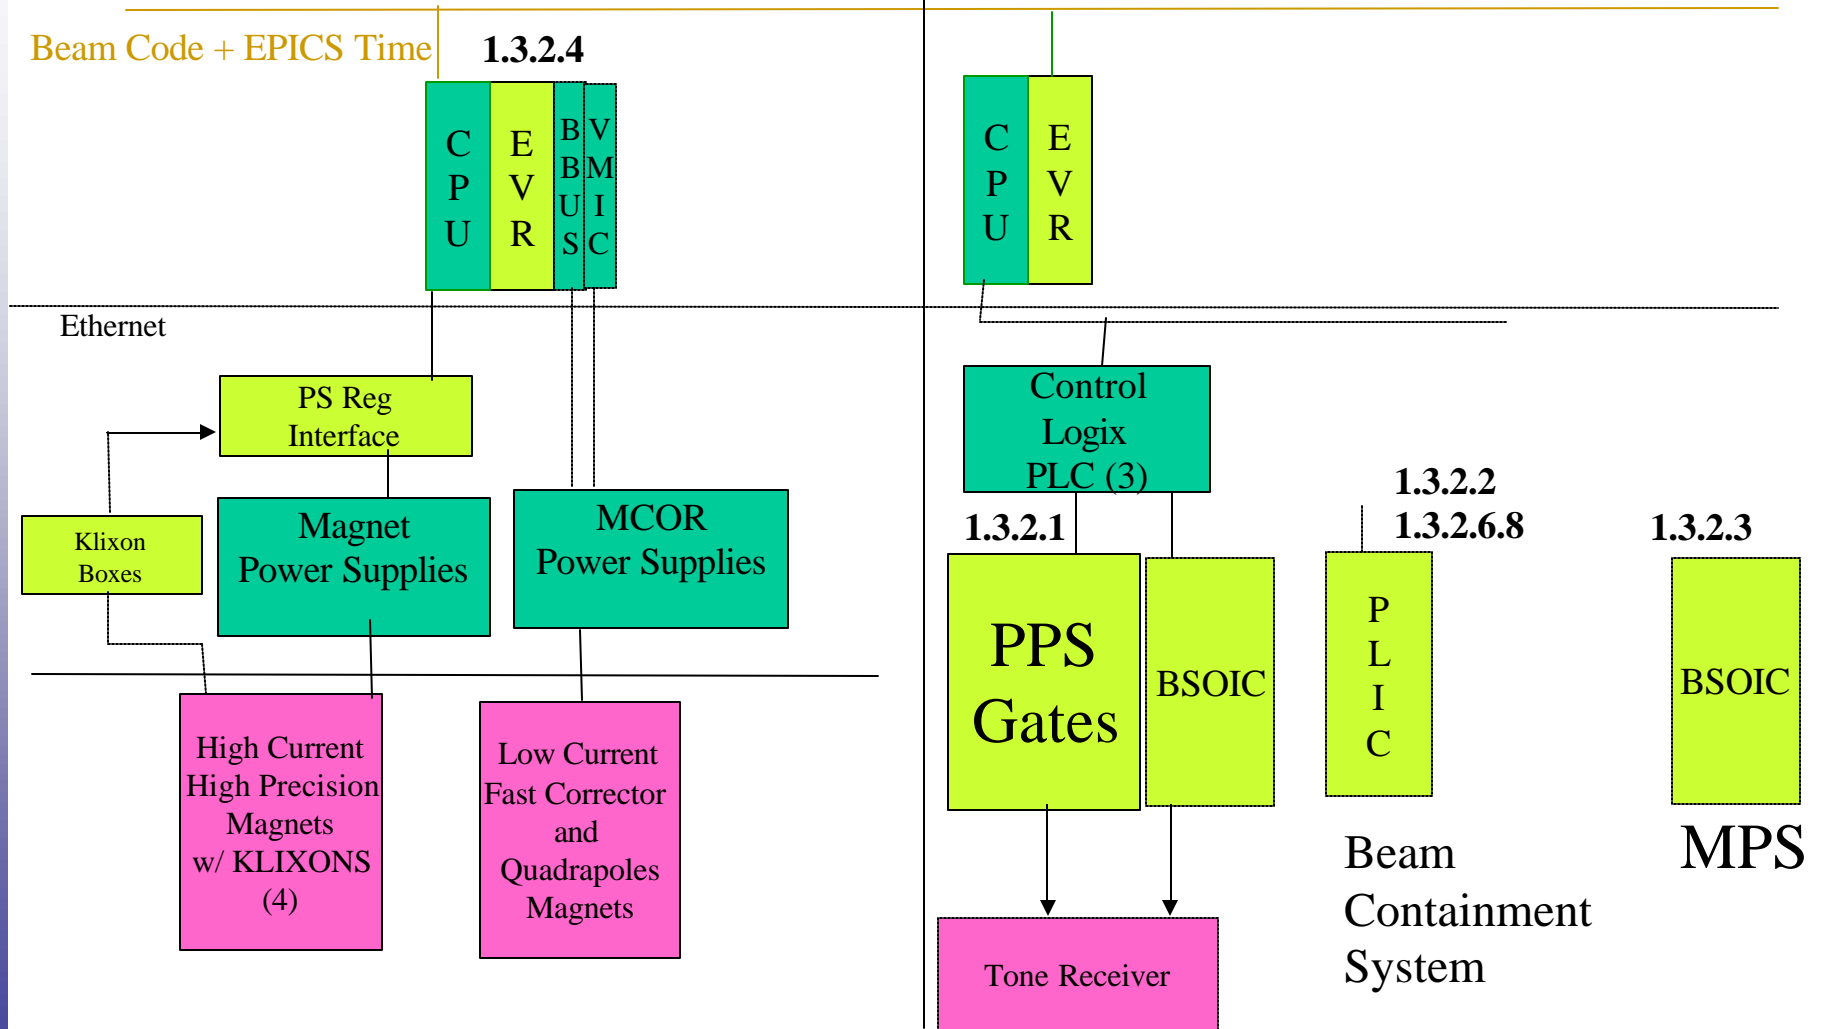 Beam Code + EPICS Time
1.3.2.4
C
P
U
E
V
R
B
B
U
S
V
M
I
C
C
P
U
E
V
R
Ethernet
PS Reg
Interface
Klixon
Boxes
Magnet
Power Supplies
MCOR
Power Supplies
High Current
High Precision
Magnets
w/ KLIXONS
(4)
Low Current
Fast Corrector
and
Quadrapoles
Magnets
Control
Logix
PLC (3)
1.3.2.1
PPS
Gates
BSOIC
Tone Receiver
1.3.2.2
1.3.2.6.8
P
L
I
C
Beam
Containment
System
1.3.2.3
BSOIC
MPS